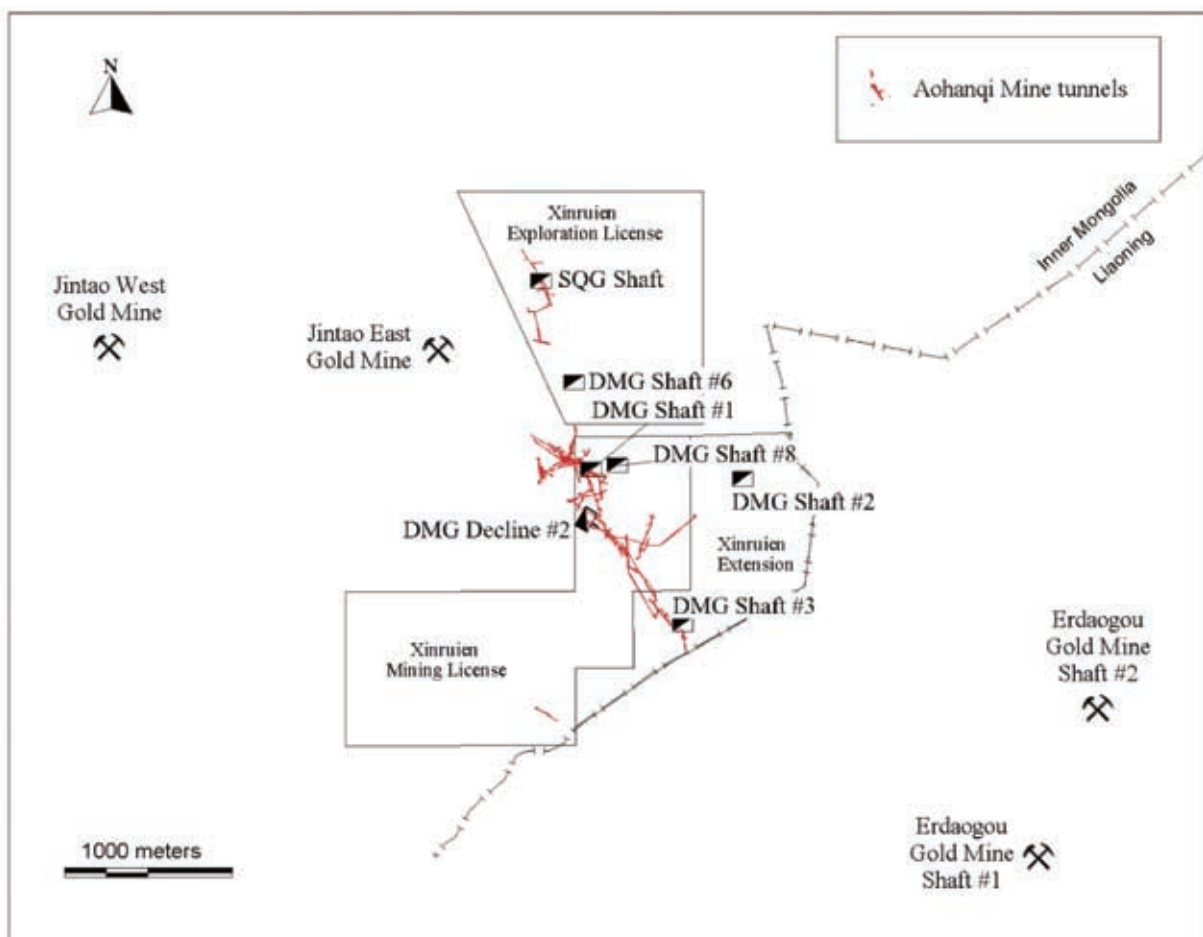 N
Aohanqi Mine tunnels
Inner Mongolia
Liaoning
Xinruien
Exploration License
SQG Shaft
Jintao West
Gold Mine
Jintao East
Gold Mine
DMG Shaft #6
DMG Shaft #1
DMG Shaft #8
DMG Shaft #2
DMG Decline #2
Xinruien
Extension
DMG Shaft #3
Xinruien
Mining License
Erdaogou
Gold Mine
Shaft #2
1000 meters
Erdaogou
Gold Mine
Shaft #1